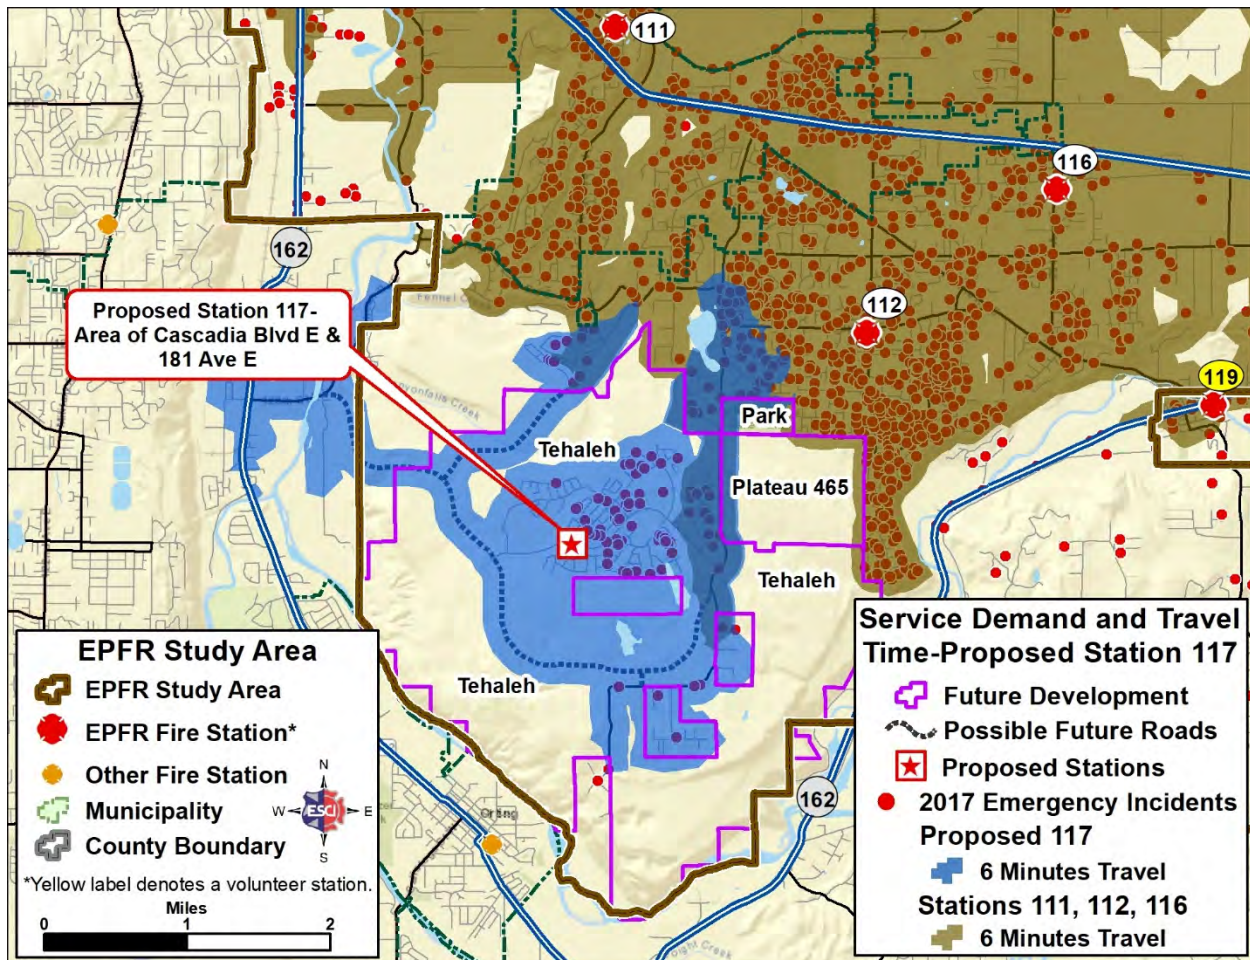 111
116
162
Proposed Station 117-
Area of Cascadia Blvd E &
181 Ave E
112
119
Park
Tehaleh
Plateau 465
Tehaleh
Tehaleh
162
Orting
EPFR Study Area
EPFR Study Area
EPFR Fire Station*
Other Fire Station
Municipality
County Boundary
N
W
ESCI
E
S
*Yellow label denotes a volunteer station.
Miles
0 1 2
Service Demand and Travel
Time-Proposed Station 117
Future Development
Possible Future Roads
Proposed Stations
2017 Emergency Incidents
Proposed 117
6 Minutes Travel
Stations 111, 112, 116
6 Minutes Travel